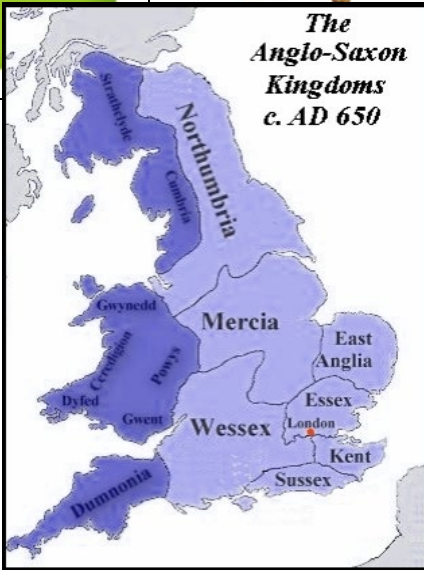 The
Anglo-Saxon
Kingdoms
c. AD 650
Strathclyde
Northumbria
Cumbria
Gwynedd
Mercia
Ceredigion
Powys
East
Anglia
Dyfed
Essex
Gwent
Wessex
London
Kent
Sussex
Dumnonia